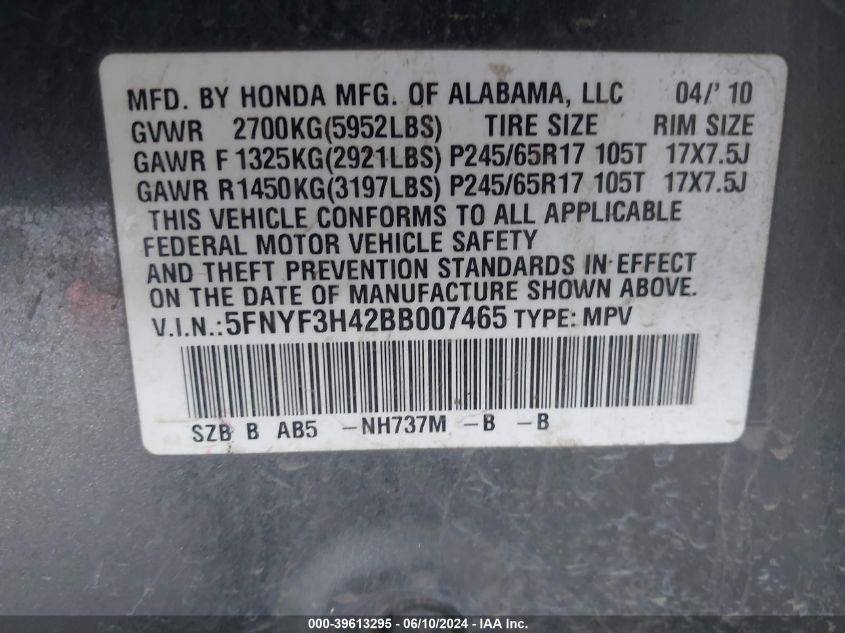 MFD. BY HONDA MFG. OF ALABAMA, LLC 04/' 10
GVWR 2700KG(5952LBS) TIRE SIZE RIM SIZE
GAWR F 1325KG(2921LBS) P245/65R17 105T 17X7.5J
GAWR R1450KG(3197LBS) P245/65R17 105T 17X7.5J
THIS VEHICLE CONFORMS TO ALL APPLICABLE
FEDERAL MOTOR VEHICLE SAFETY
AND THEFT PREVENTION STANDARDS IN EFFECT
ON THE DATE OF MANUFACTURE SHOWN ABOVE.
V.I.N.:5FNYF3H42BB007465 TYPE: MPV
SZB B AB5 -NH737M -B -B
000-39613295 - 06/10/2024 - IAA Inc.